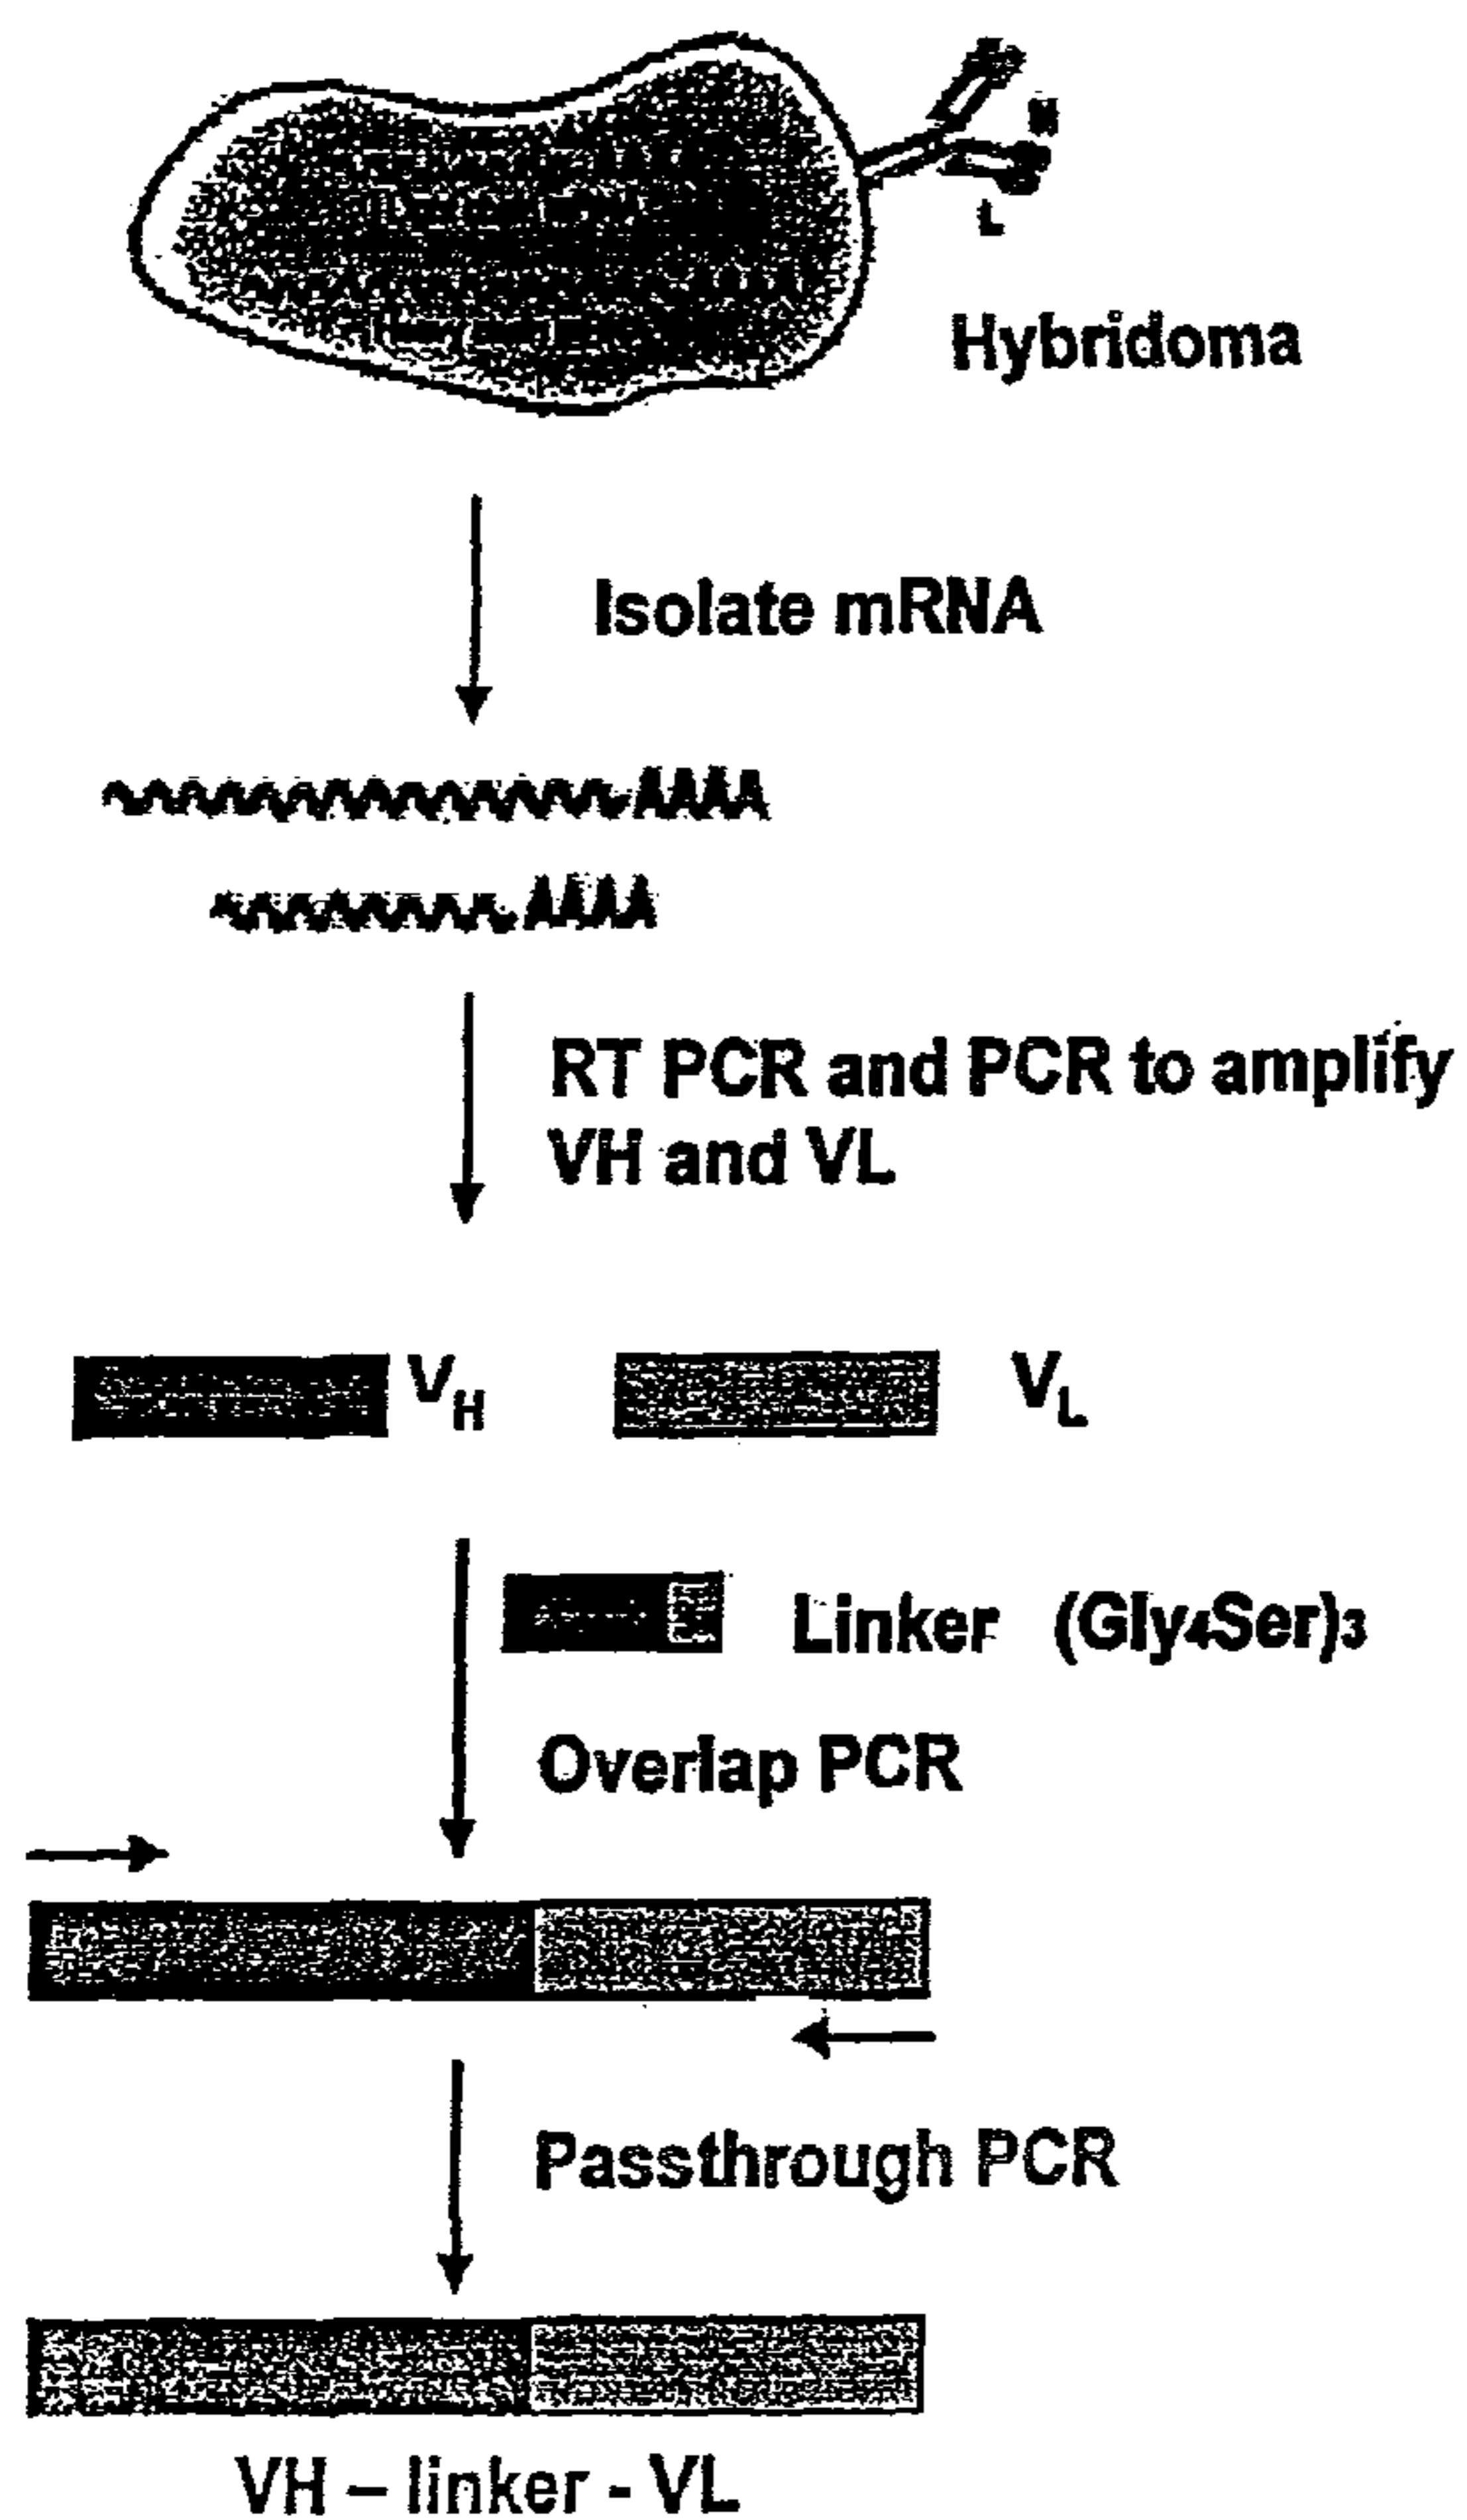 Hybridoma
Isolate mRNA
AAAA
AAAA
RT PCR and PCR to amplify
VH and VL
VH
VL
Linker (Gly4Ser)3
Overlap PCR
Passthrough PCR
VH – linker - VL